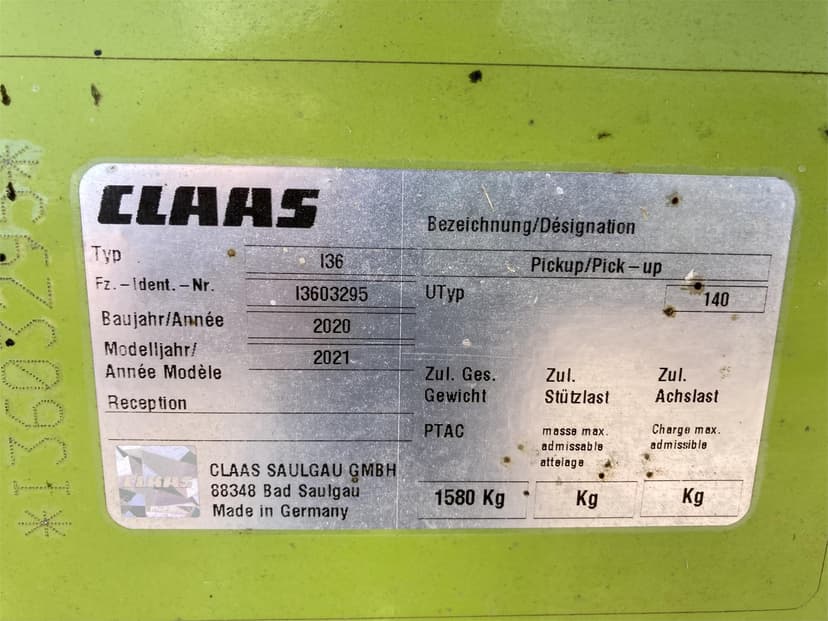 *I3603295*
CLAAS
Typ I36
Fz.-Ident.-Nr. I3603295
Baujahr/Année 2020
Modelljahr/
Année Modèle 2021
Reception
CLAAS
CLAAS SAULGAU GMBH
88348 Bad Saulgau
Made in Germany
Bezeichnung/Désignation
Pickup/Pick-up
UTyp 140
Zul. Ges.
Gewicht
PTAC
1580 Kg
Zul.
Stützlast
masse max.
admissable
attelage
Kg
Zul.
Achslast
Charge max.
admissible
Kg